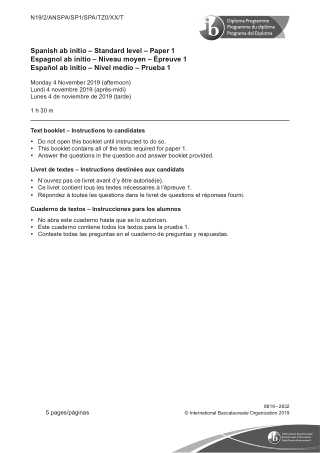 N19/2/ANSPA/SP1/SPA/TZ0/XX/T
Diploma Programme
Programme du diplôme
Programa del Diploma
Spanish ab initio – Standard level – Paper 1
Espagnol ab initio – Niveau moyen – Épreuve 1
Español ab initio – Nivel medio – Prueba 1
Monday 4 November 2019 (afternoon)
Lundi 4 novembre 2019 (après-midi)
Lunes 4 de noviembre de 2019 (tarde)
1 h 30 m
Text booklet – Instructions to candidates
• Do not open this booklet until instructed to do so.
• This booklet contains all of the texts required for paper 1.
• Answer the questions in the question and answer booklet provided.
Livret de textes – Instructions destinées aux candidats
• N'ouvrez pas ce livret avant d'y être autorisé(e).
• Ce livret contient tous les textes nécessaires à l'épreuve 1.
• Répondez à toutes les questions dans le livret de questions et réponses fourni.
Cuaderno de textos – Instrucciones para los alumnos
• No abra este cuaderno hasta que se lo autoricen.
• Este cuaderno contiene todos los textos para la prueba 1.
• Conteste todas las preguntas en el cuaderno de preguntas y respuestas.
5 pages/páginas
8819 – 2032
© International Baccalaureate Organization 2019
International Baccalaureate
Baccalauréat International
Bachillerato Internacional